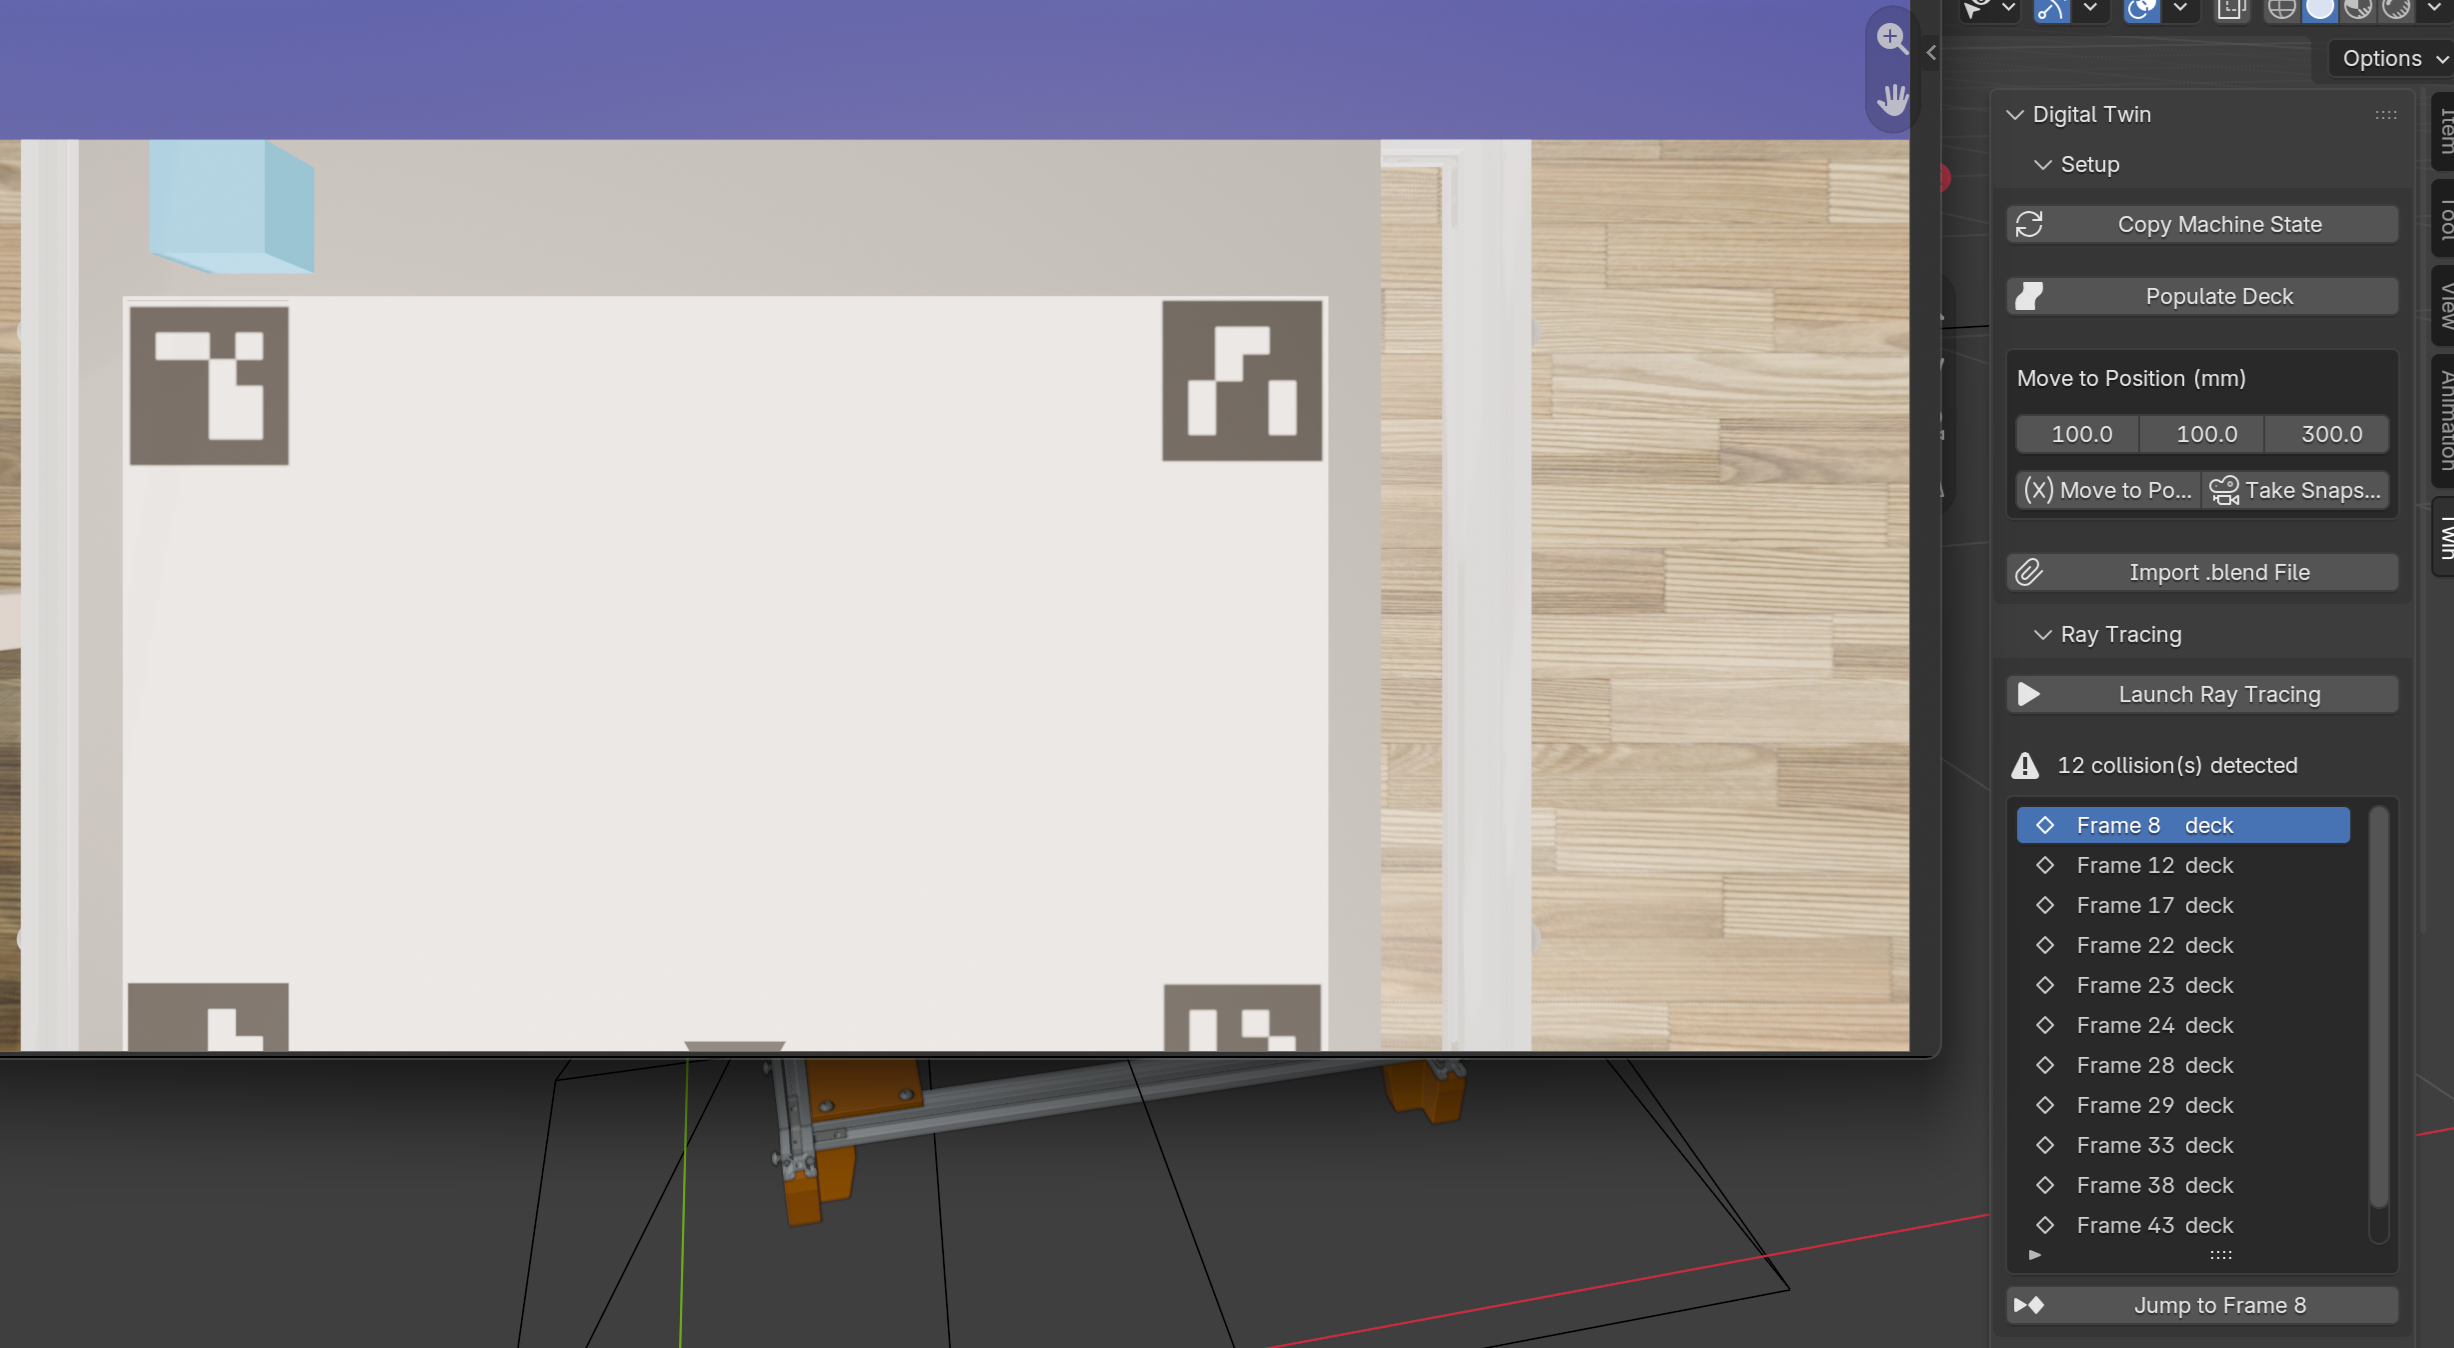 Options
Digital Twin
Setup
Copy Machine State
Populate Deck
Move to Position (mm)
100.0 100.0 300.0
(x) Move to Po... Take Snaps...
Import .blend File
Ray Tracing
Launch Ray Tracing
12 collision(s) detected
Frame 8 deck
Frame 12 deck
Frame 17 deck
Frame 22 deck
Frame 23 deck
Frame 24 deck
Frame 28 deck
Frame 29 deck
Frame 33 deck
Frame 38 deck
Frame 43 deck
Jump to Frame 8
Item
Tool
View
Animation
Twin